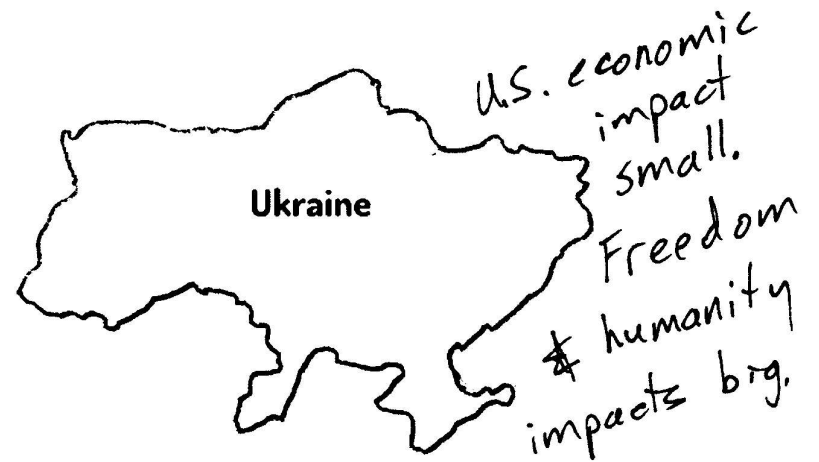 U.S. economic
impact
small.
Ukraine
Freedom
& humanity
impacts big.